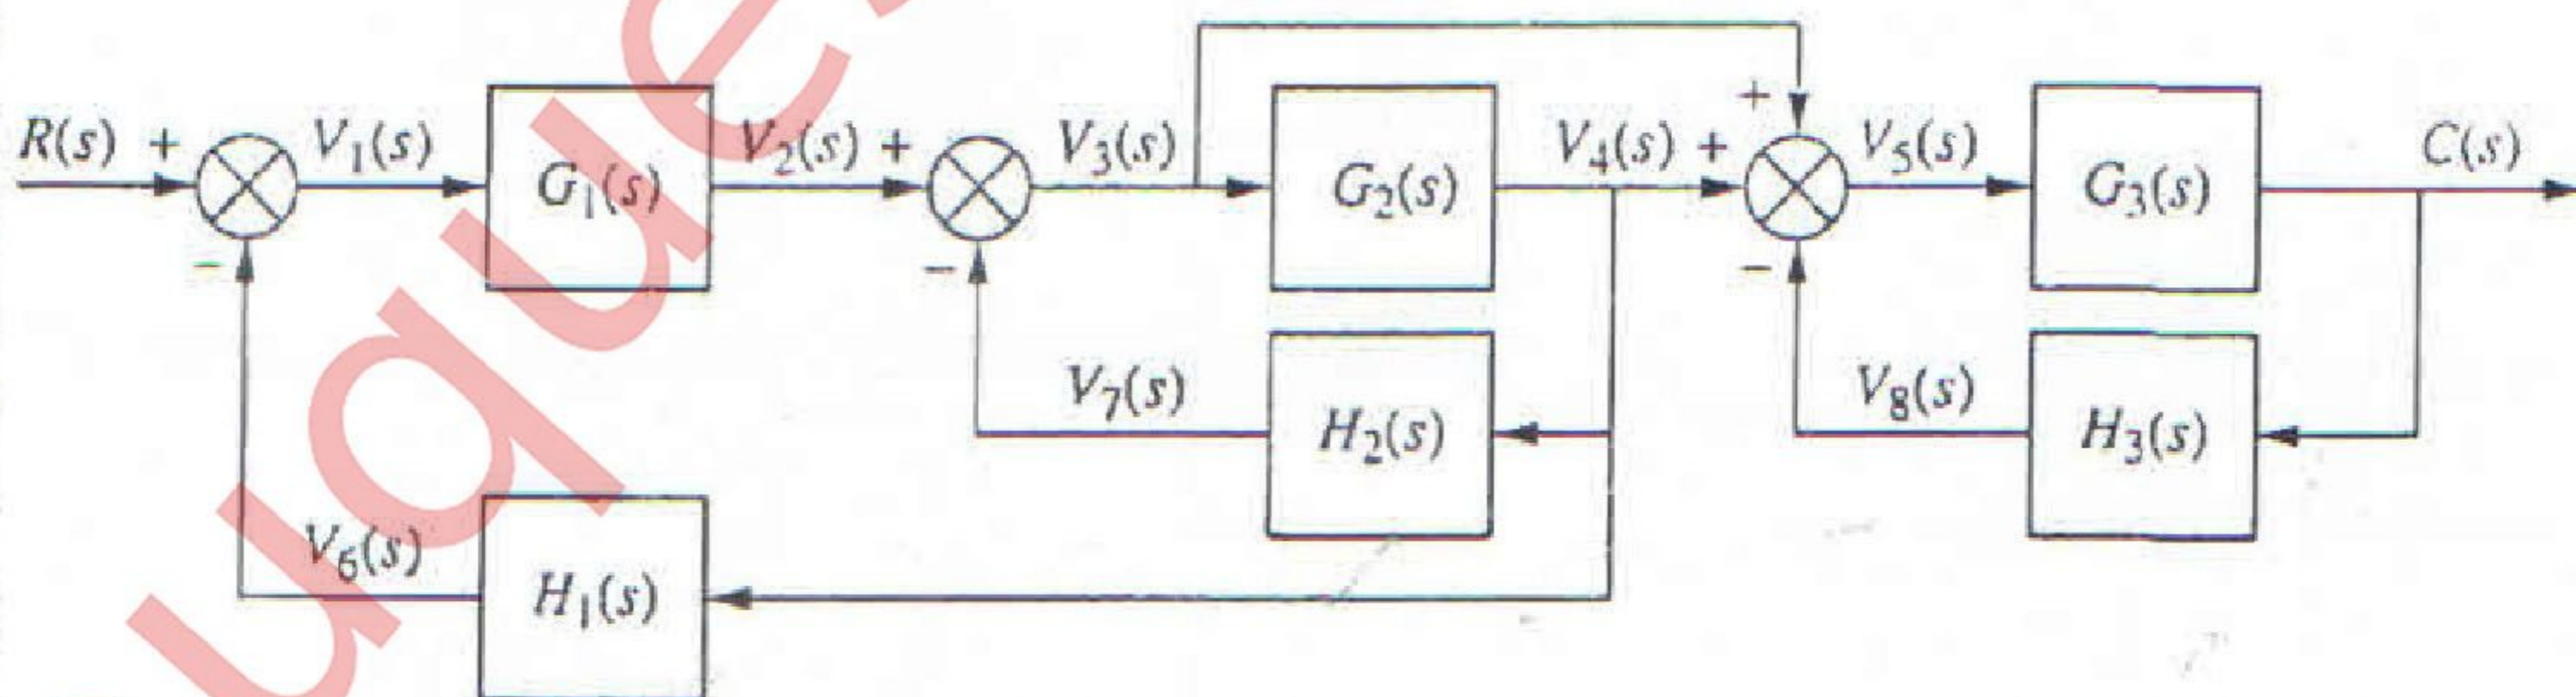 +
R(s) + V₁(s) G₁(s) V₂(s) + V₃(s) G₂(s) V₄(s) + V₅(s) G₃(s) C(s)
− − −
V₇(s) H₂(s) V₈(s) H₃(s)
V₆(s) H₁(s)